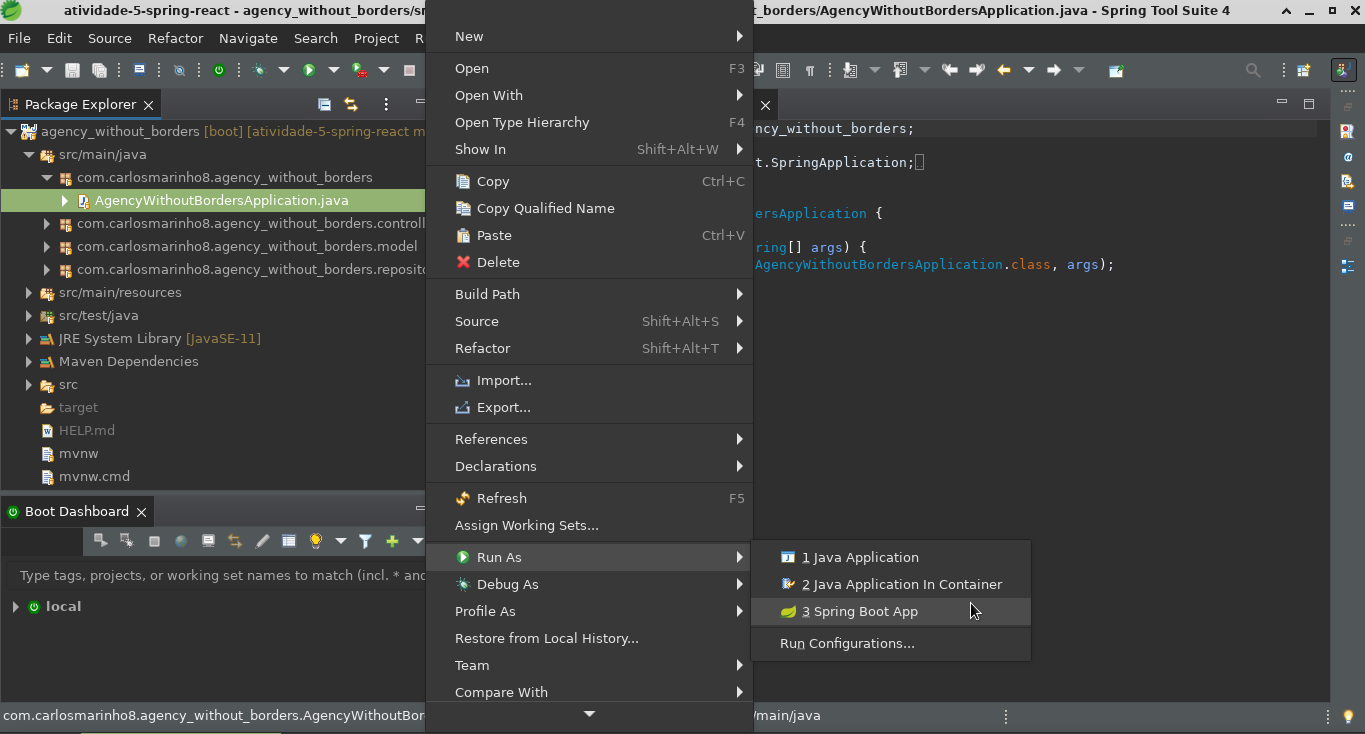 atividade-5-spring-react - agency_without_borders/sr
t_borders/AgencyWithoutBordersApplication.java - Spring Tool Suite 4
File Edit Source Refactor Navigate Search Project R
Package Explorer
agency_without_borders [boot] [atividade-5-spring-react m
src/main/java
com.carlosmarinho8.agency_without_borders
AgencyWithoutBordersApplication.java
com.carlosmarinho8.agency_without_borders.controll
com.carlosmarinho8.agency_without_borders.model
com.carlosmarinho8.agency_without_borders.reposito
src/main/resources
src/test/java
JRE System Library [JavaSE-11]
Maven Dependencies
src
target
HELP.md
mvnw
mvnw.cmd
Boot Dashboard
Type tags, projects, or working set names to match (incl. * and
local
com.carlosmarinho8.agency_without_borders.AgencyWithoutBor
New
Open F3
Open With
Open Type Hierarchy F4
Show In Shift+Alt+W
Copy Ctrl+C
Copy Qualified Name
Paste Ctrl+V
Delete
Build Path
Source Shift+Alt+S
Refactor Shift+Alt+T
Import...
Export...
References
Declarations
Refresh F5
Assign Working Sets...
Run As
Debug As
Profile As
Restore from Local History...
Team
Compare With
1 Java Application
2 Java Application In Container
3 Spring Boot App
Run Configurations...
ncy_without_borders;
t.SpringApplication;
ersApplication {
ring[] args) {
AgencyWithoutBordersApplication.class, args);
/main/java